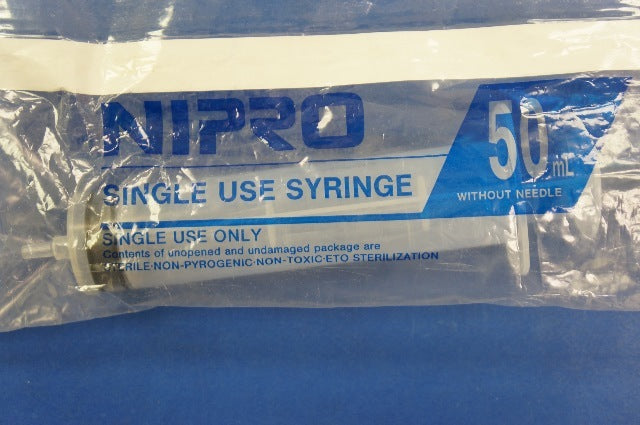 NIPRO
50 mL
SINGLE USE SYRINGE
WITHOUT NEEDLE
SINGLE USE ONLY
Contents of unopened and undamaged package are
STERILE·NON-PYROGENIC·NON-TOXIC·ETO STERILIZATION